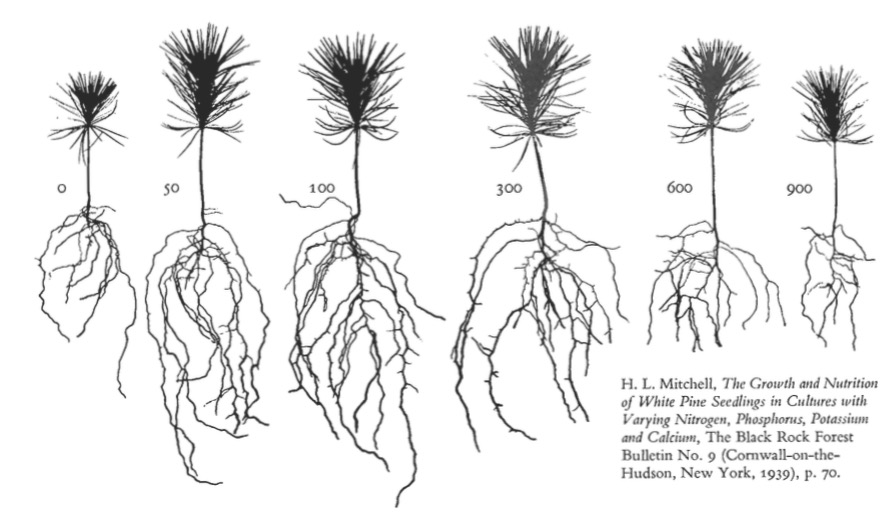 0
50
100
300
600
900
H. L. Mitchell, The Growth and Nutrition
of White Pine Seedlings in Cultures with
Varying Nitrogen, Phosphorus, Potassium
and Calcium, The Black Rock Forest
Bulletin No. 9 (Cornwall-on-the-
Hudson, New York, 1939), p. 70.